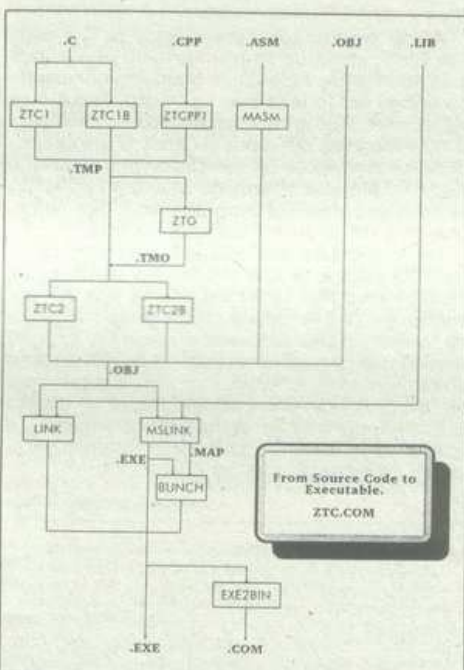 .C .CPP .ASM .OBJ .LIB
ZTC1 ZTC1B ZTCPP1 MASM
.TMP
ZTG
.TMO
ZTC2 ZTC2B
.OBJ
LINK MSLINK
.EXE .MAP
BUNCH
From Source Code to
Executable.
ZTC.COM
EXE2BIN
.EXE .COM